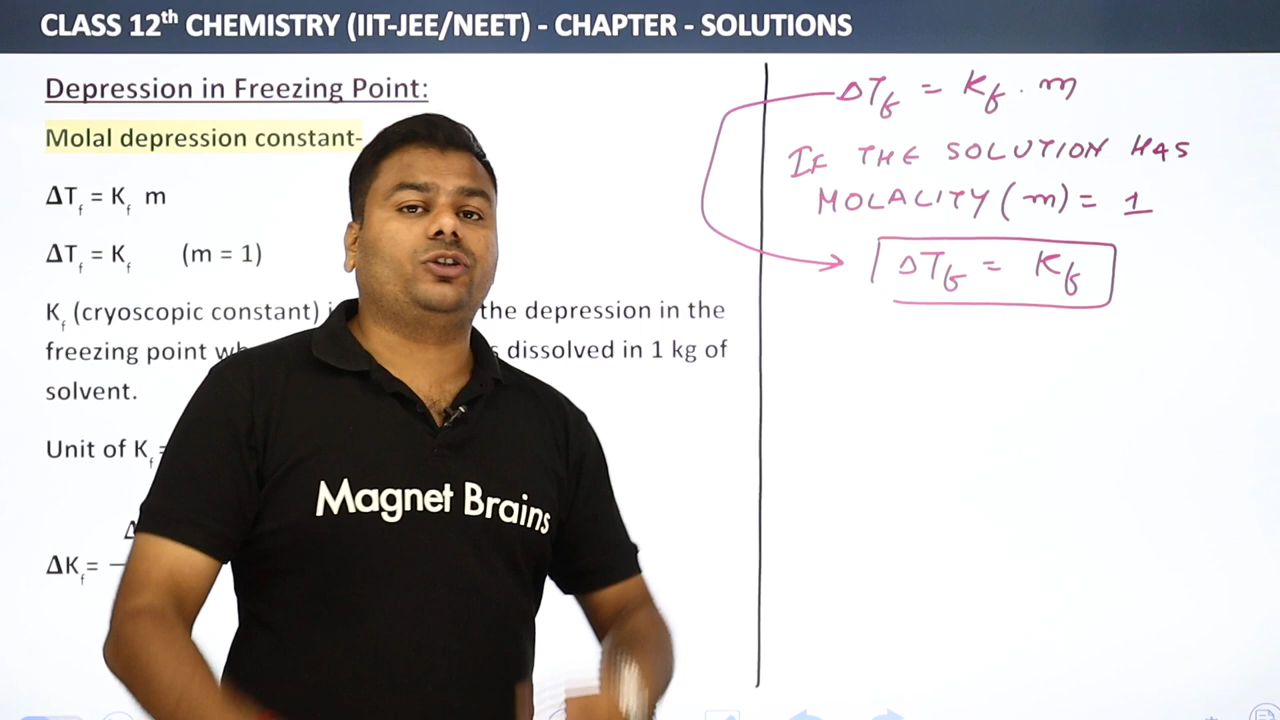 CLASS 12th CHEMISTRY (IIT-JEE/NEET) - CHAPTER - SOLUTIONS
Depression in Freezing Point:
Molal depression constant-
ΔTf = Kf m
ΔTf = Kf (m = 1)
Kf (cryoscopic constant) the depression in the
freezing point dissolved in 1 kg of
solvent.
Unit of Kf =
ΔKf =
ΔTf = Kf . m
IF THE SOLUTION HAS
MOLALITY (m) = 1
ΔTf = Kf
Magnet Brains